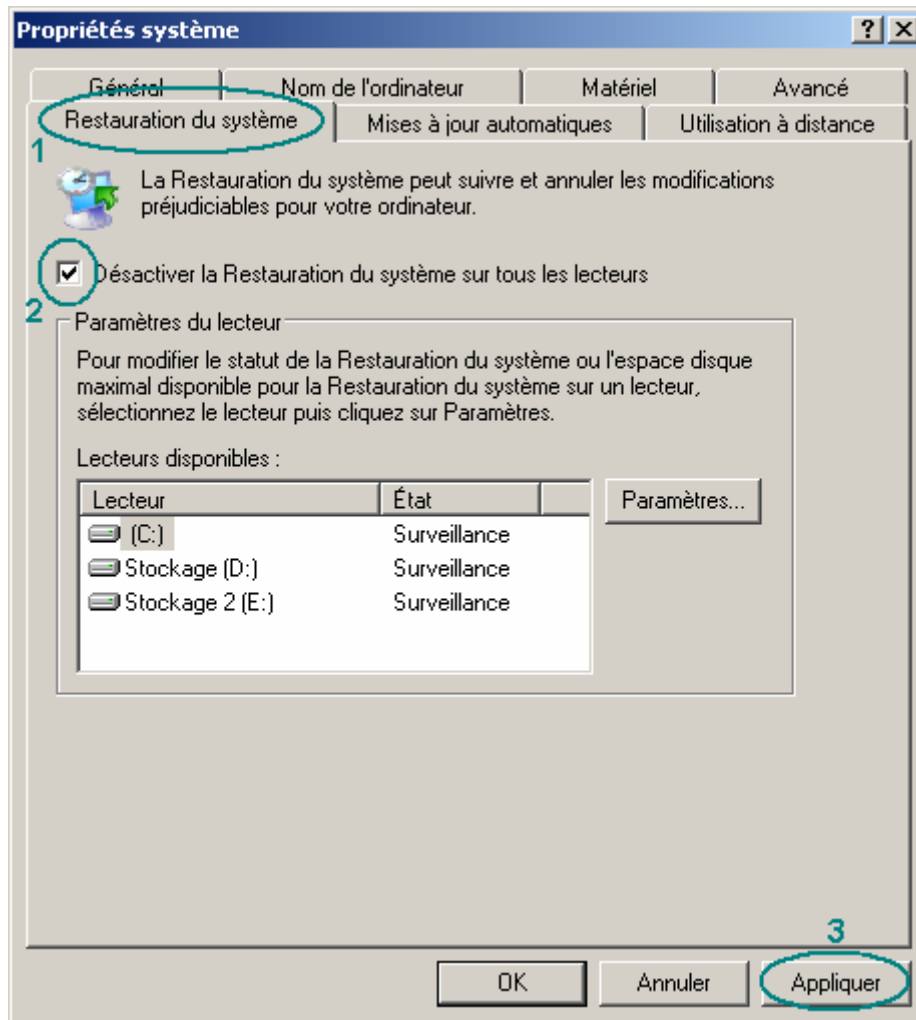 Propriétés système
Général Nom de l'ordinateur Matériel Avancé
Restauration du système Mises à jour automatiques Utilisation à distance
1
La Restauration du système peut suivre et annuler les modifications
préjudiciables pour votre ordinateur.
Désactiver la Restauration du système sur tous les lecteurs
2
Paramètres du lecteur
Pour modifier le statut de la Restauration du système ou l'espace disque
maximal disponible pour la Restauration du système sur un lecteur,
sélectionnez le lecteur puis cliquez sur Paramètres.
Lecteurs disponibles :
Lecteur État Paramètres...
(C:) Surveillance
Stockage (D:) Surveillance
Stockage 2 (E:) Surveillance
3
OK Annuler Appliquer